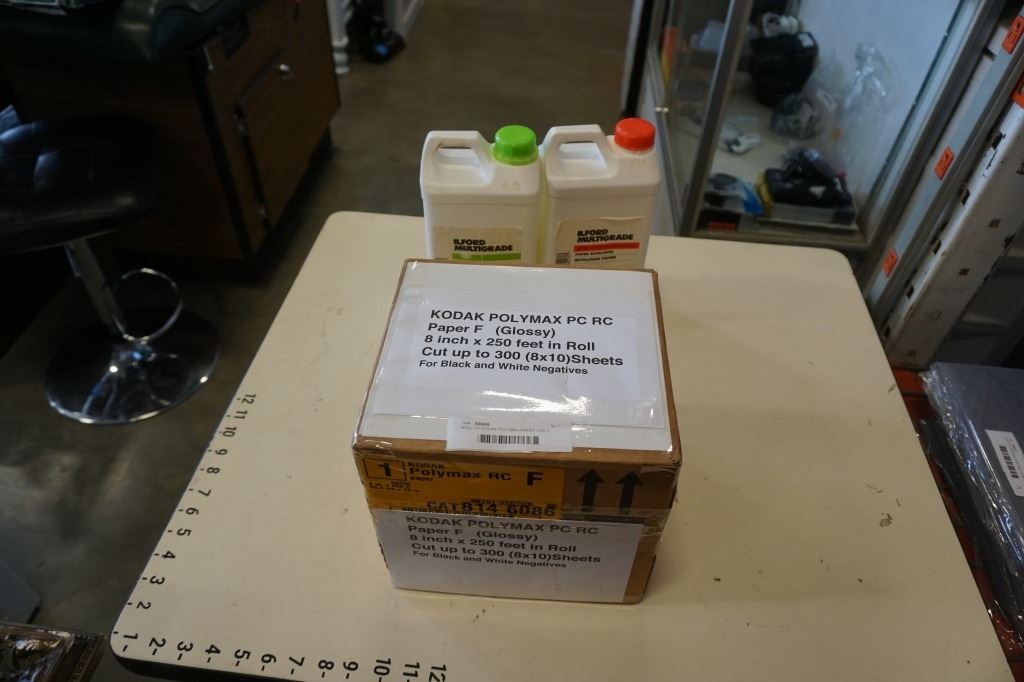 ILFORD
MULTIGRADE
ILFORD
MULTIGRADE
PAPER DEVELOPER
KODAK POLYMAX PC RC
Paper F (Glossy)
8 inch x 250 feet in Roll
Cut up to 300 (8x10)Sheets
For Black and White Negatives
1
KODAK
Polymax RC F
paper
CAT 814 6086
KODAK POLYMAX PC RC
Paper F (Glossy)
8 inch x 250 feet in Roll
Cut up to 300 (8x10)Sheets
For Black and White Negatives
12
11
10
9
8
7
6
5
4
3
2
1
2
3
4
5
6
7
8
9
10
11
12